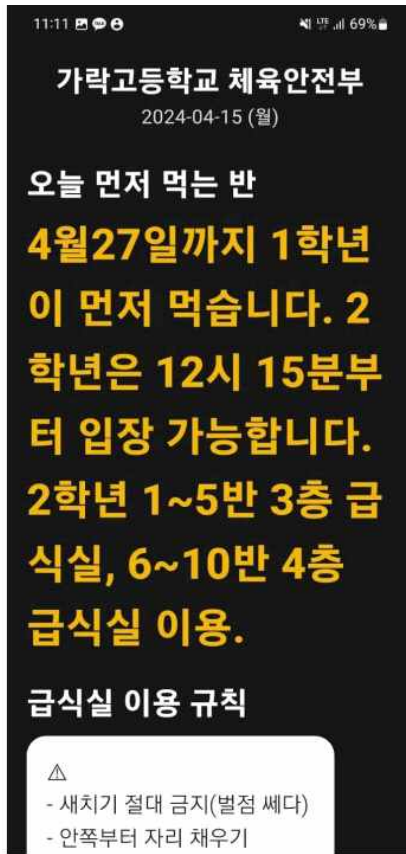 11:11 69%
가락고등학교 체육안전부
2024-04-15 (월)
오늘 먼저 먹는 반
4월27일까지 1학년
이 먼저 먹습니다. 2
학년은 12시 15분부
터 입장 가능합니다.
2학년 1~5반 3층 급
식실, 6~10반 4층
급식실 이용.
급식실 이용 규칙
⚠
- 새치기 절대 금지(벌점 쎄다)
- 안쪽부터 자리 채우기